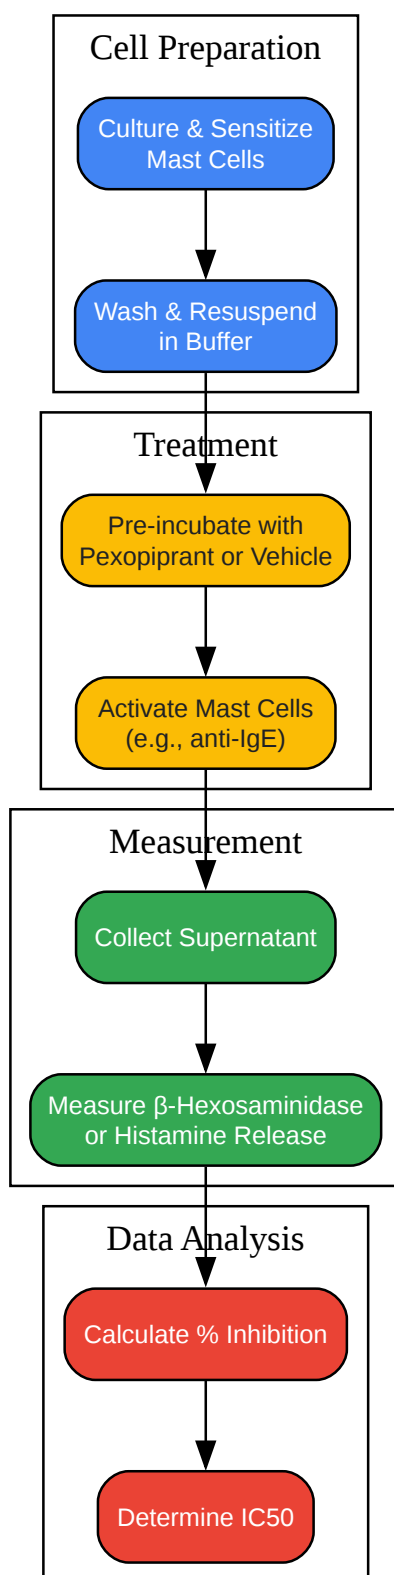 Cell Preparation
Culture & Sensitize
Mast Cells
Wash & Resuspend
in Buffer
Treatment
Pre-incubate with
Pexopiprant or Vehicle
Activate Mast Cells
(e.g., anti-IgE)
Measurement
Collect Supernatant
Measure β-Hexosaminidase
or Histamine Release
Data Analysis
Calculate % Inhibition
Determine IC50